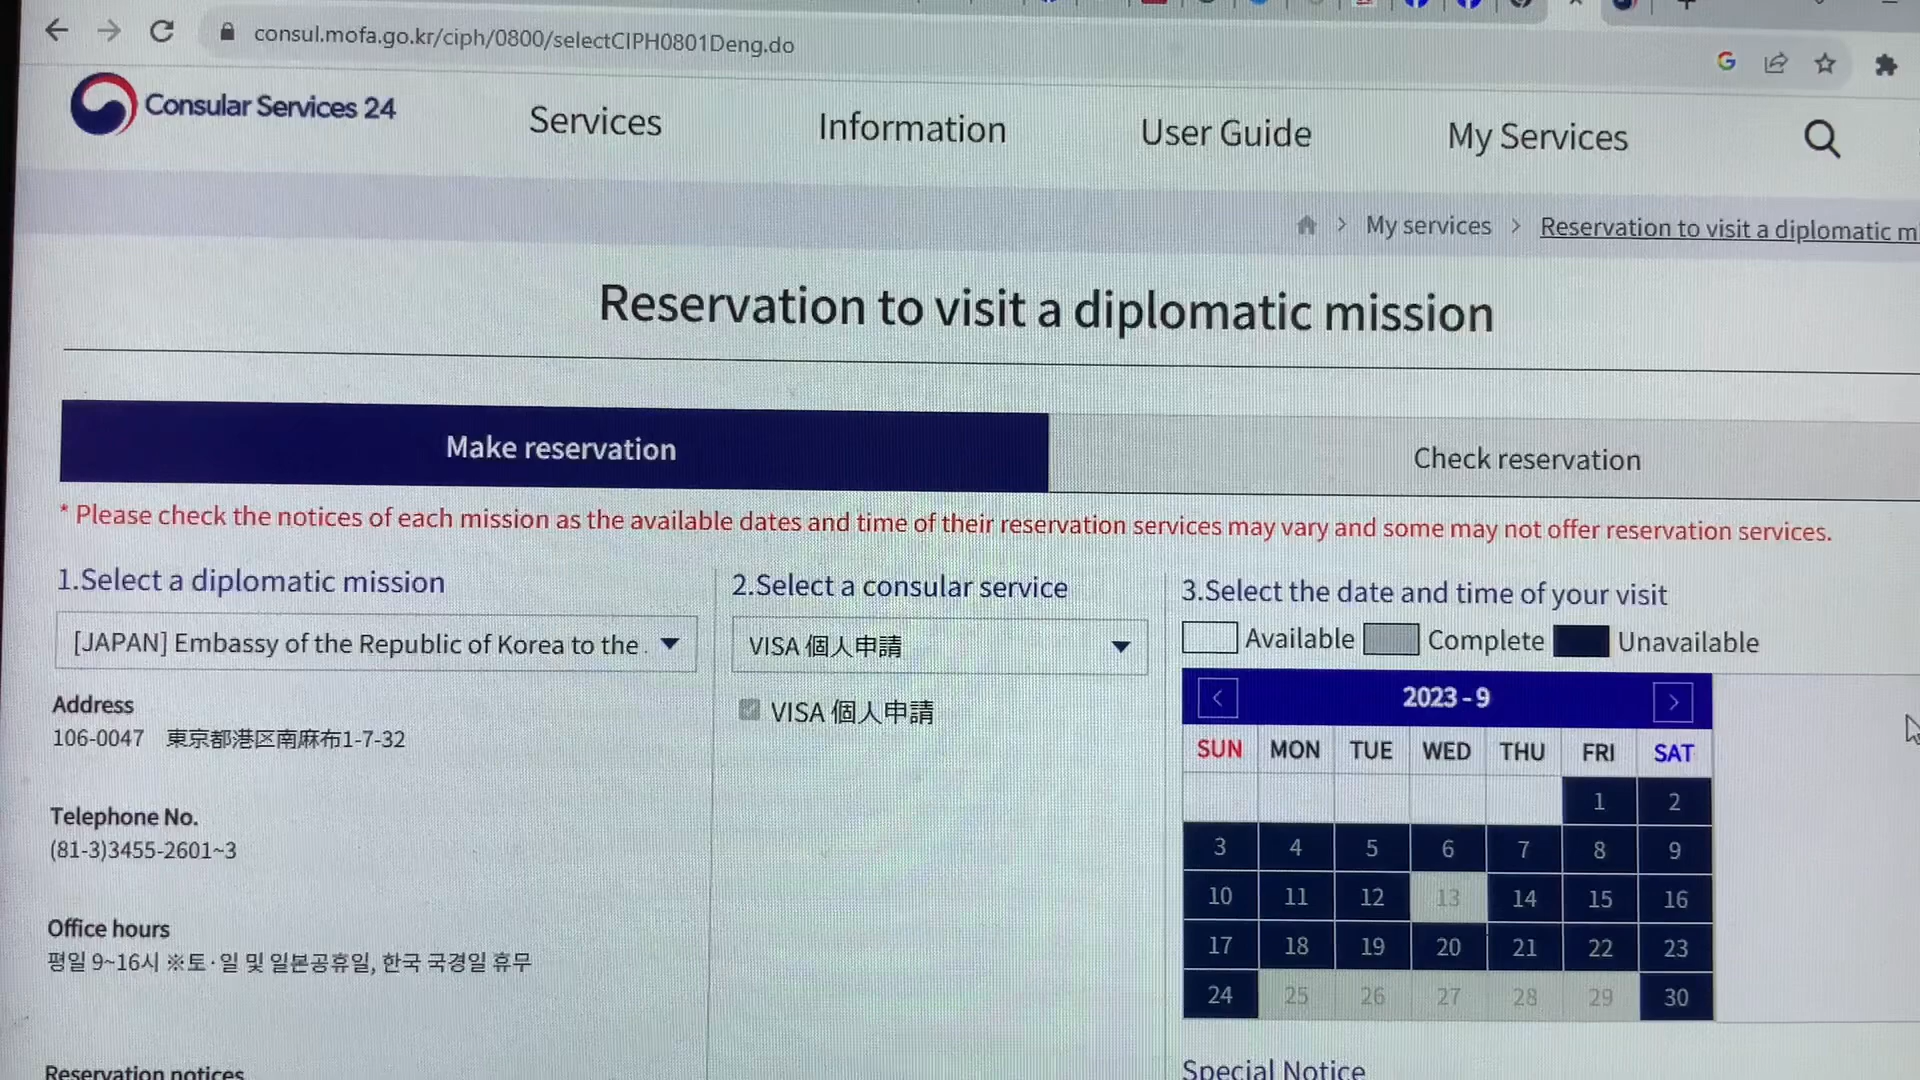 consul.mofa.go.kr/ciph/0800/selectCIPH0801Deng.do
Consular Services 24
Services
Information
User Guide
My Services
> My services > Reservation to visit a diplomatic m
Reservation to visit a diplomatic mission
Make reservation
Check reservation
* Please check the notices of each mission as the available dates and time of their reservation services may vary and some may not offer reservation services.
1.Select a diplomatic mission
[JAPAN] Embassy of the Republic of Korea to the .
Address
106-0047 東京都港区南麻布1-7-32
Telephone No.
(81-3)3455-2601~3
Office hours
평일 9~16시 ※토·일 및 일본공휴일, 한국 국경일 휴무
Reservation notices
2.Select a consular service
VISA 個人申請
VISA 個人申請
3.Select the date and time of your visit
Available Complete Unavailable
< 2023 - 9 >
SUN MON TUE WED THU FRI SAT
1 2
3 4 5 6 7 8 9
10 11 12 13 14 15 16
17 18 19 20 21 22 23
24 25 26 27 28 29 30
Special Notice